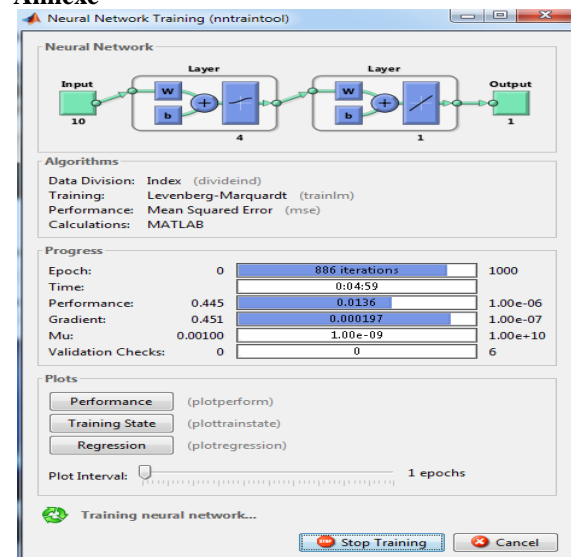 Annexe
Neural Network Training (nntraintool)
Neural Network
Layer Layer
Input Output
W W
b b
10 1
4 1
Algorithms
Data Division: Index (divideind)
Training: Levenberg-Marquardt (trainlm)
Performance: Mean Squared Error (mse)
Calculations: MATLAB
Progress
Epoch: 0 886 iterations 1000
Time: 0:04:59
Performance: 0.445 0.0136 1.00e-06
Gradient: 0.451 0.000197 1.00e-07
Mu: 0.00100 1.00e-09 1.00e+10
Validation Checks: 0 0 6
Plots
Performance (plotperform)
Training State (plottrainstate)
Regression (plotregression)
Plot Interval: 1 epochs
Training neural network...
Stop Training Cancel